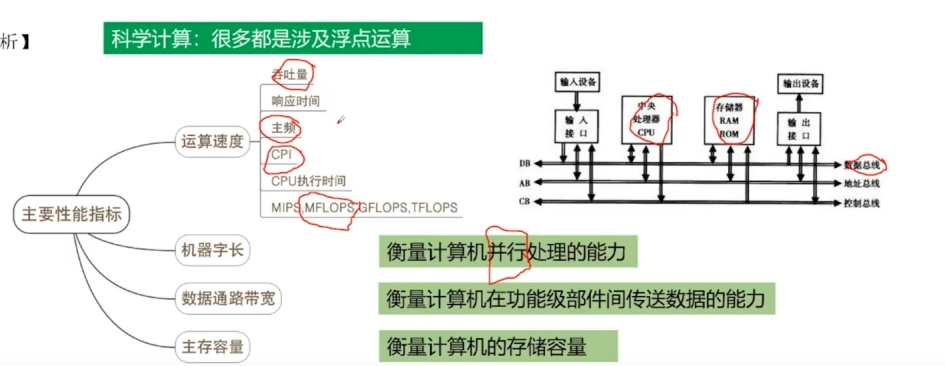 析】
科学计算：很多都是涉及浮点运算
吞吐量
响应时间
主频
CPI
CPU执行时间
MIPS,MFLOPS,GFLOPS,TFLOPS
运算速度
主要性能指标
机器字长
衡量计算机并行处理的能力
数据通路带宽
衡量计算机在功能级部件间传送数据的能力
主存容量
衡量计算机的存储容量
输入设备
输出设备
输入
接口
中央
处理器
CPU
存储器
RAM
ROM
输出
接口
DB
数据总线
AB
地址总线
CB
控制总线